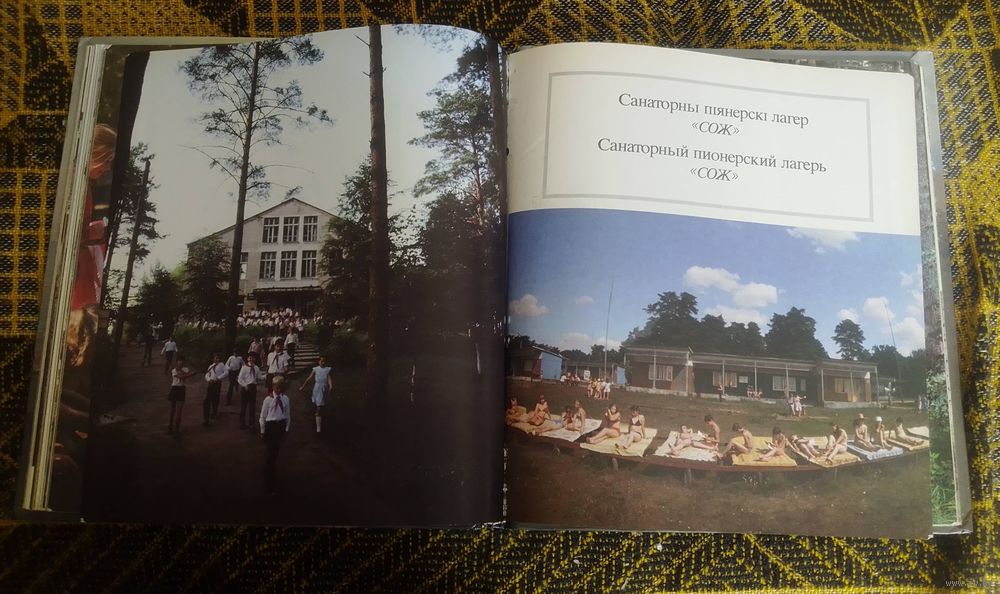 Санаторны піянерскі лагер
«СОЖ»
Санаторный пионерский лагерь
«СОЖ»